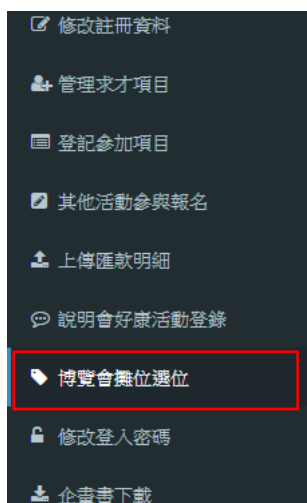 修改註冊資料
管理求才項目
登記參加項目
其他活動參與報名
上傳匯款明細
說明會好康活動登錄
博覽會攤位選位
修改登入密碼
企畫書下載